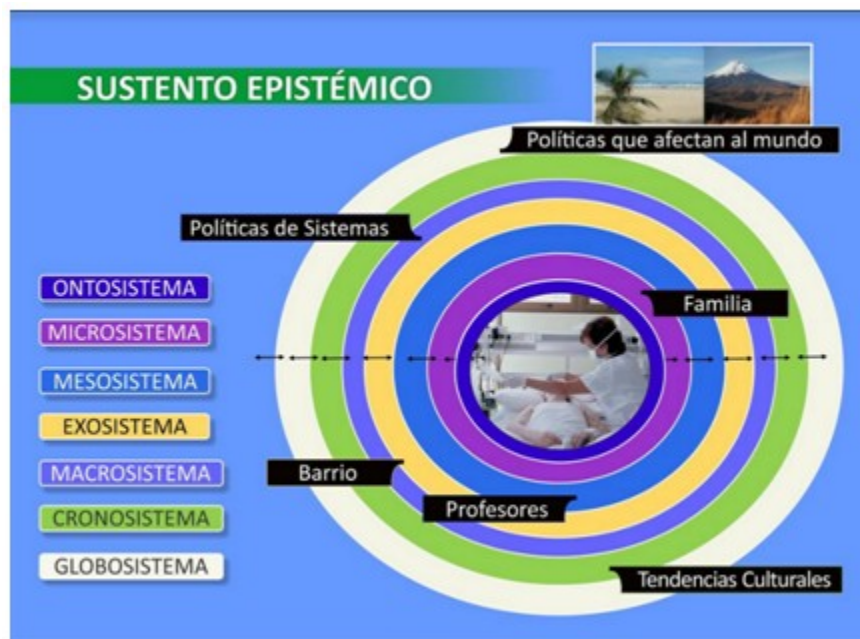 SUSTENTO EPISTÉMICO
Políticas que afectan al mundo
Políticas de Sistemas
ONTOSISTEMA
Familia
MICROSISTEMA
MESOSISTEMA
EXOSISTEMA
MACROSISTEMA
Barrio
Profesores
CRONOSISTEMA
GLOBOSISTEMA
Tendencias Culturales